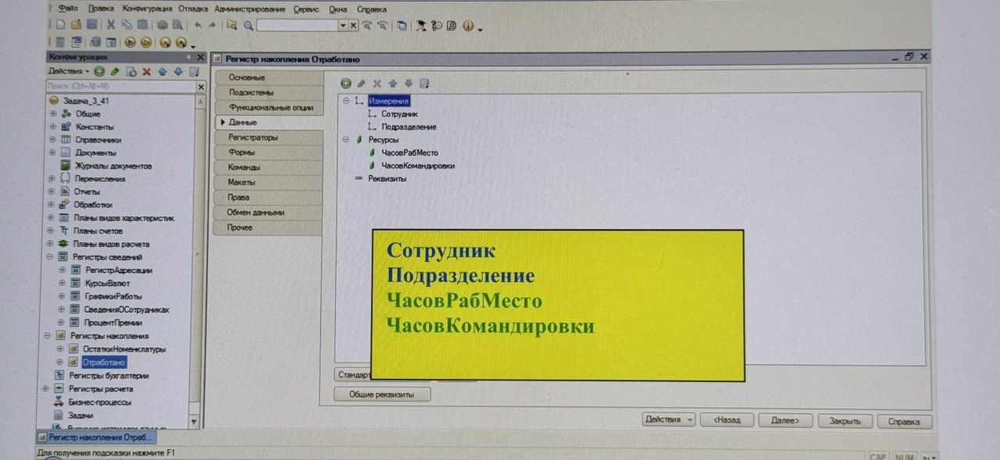 Файл Правка Конфигурация Отладка Администрирование Сервис Окна Справка
Конфигурация
Действия
Поиск (Ctrl+Alt+M)
Задача_3_41
Общие
Константы
Справочники
Документы
Журналы документов
Перечисления
Отчеты
Обработки
Планы видов характеристик
Планы счетов
Планы видов расчета
Регистры сведений
РегистрАдресации
КурсыВалют
ГрафикиРаботы
СведенияОСотрудниках
ПроцентПремии
Регистры накопления
ОстаткиНоменклатуры
Отработано
Регистры бухгалтерии
Регистры расчета
Бизнес-процессы
Задачи
Регистр накопления Отработано
Основные
Подсистемы
Функциональные опции
Данные
Регистраторы
Формы
Команды
Макеты
Права
Обмен данными
Прочее
Измерения
Сотрудник
Подразделение
Ресурсы
ЧасовРабМесто
ЧасовКомандировки
Реквизиты
Сотрудник
Подразделение
ЧасовРабМесто
ЧасовКомандировки
Стандарт
Общие реквизиты
Действия <Назад Далее> Закрыть Справка
Регистр накопления Отраб...
Для получения подсказки нажмите F1
CAP NUM